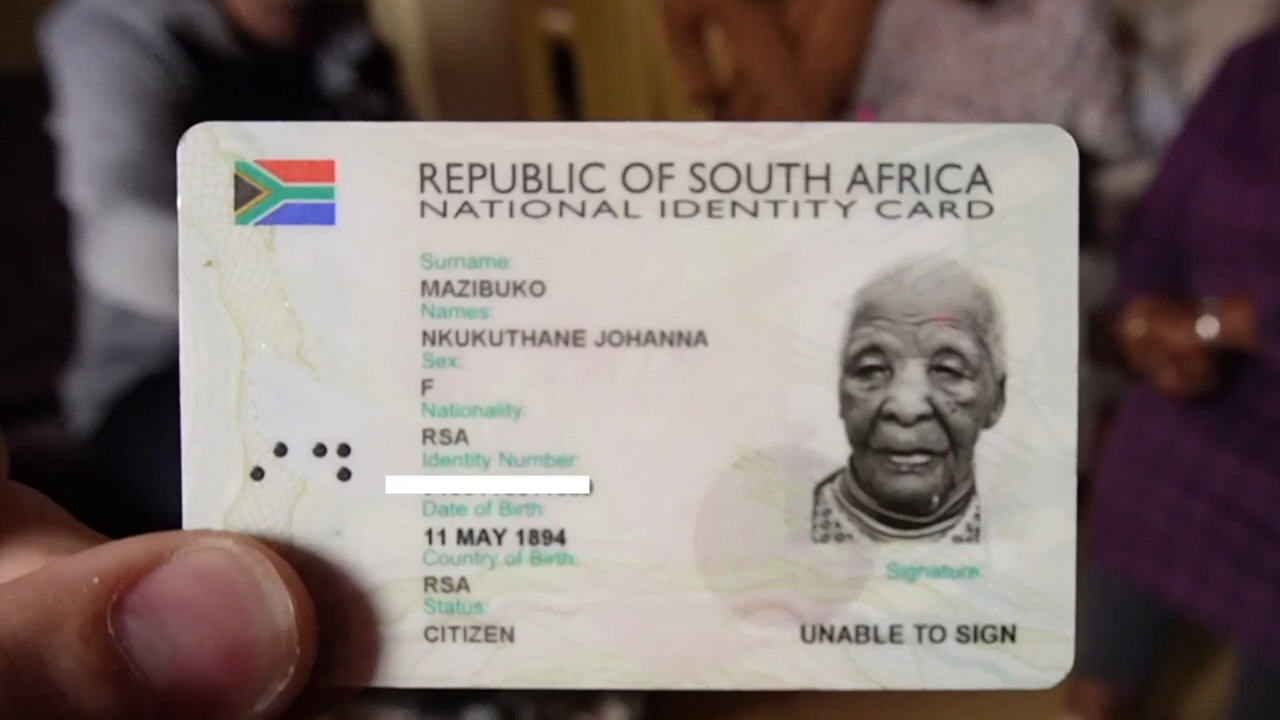 REPUBLIC OF SOUTH AFRICA
NATIONAL IDENTITY CARD
Surname:
MAZIBUKO
Names:
NKUKUTHANE JOHANNA
Sex:
F
Nationality:
RSA
Identity Number:
Date of Birth:
11 MAY 1894
Country of Birth:
RSA
Status:
CITIZEN
Signature:
UNABLE TO SIGN